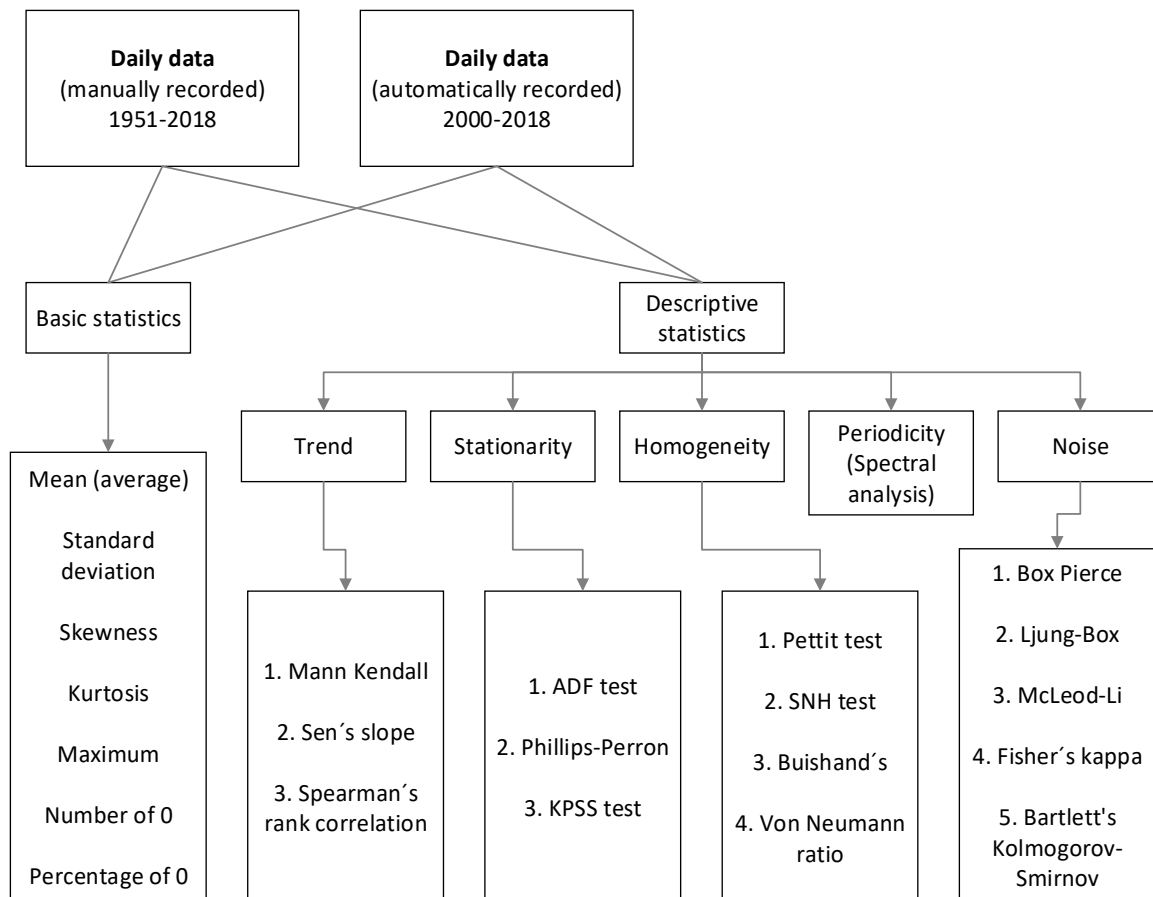 Daily data
(manually recorded)
1951-2018
Daily data
(automatically recorded)
2000-2018
Basic statistics
Descriptive
statistics
Trend
Stationarity
Homogeneity
Periodicity
(Spectral
analysis)
Noise
Mean (average)
Standard
deviation
Skewness
Kurtosis
Maximum
Number of 0
Percentage of 0
1. Mann Kendall
2. Sen´s slope
3. Spearman´s
rank correlation
1. ADF test
2. Phillips-Perron
3. KPSS test
1. Pettit test
2. SNH test
3. Buishand´s
4. Von Neumann
ratio
1. Box Pierce
2. Ljung-Box
3. McLeod-Li
4. Fisher´s kappa
5. Bartlett's
Kolmogorov-
Smirnov